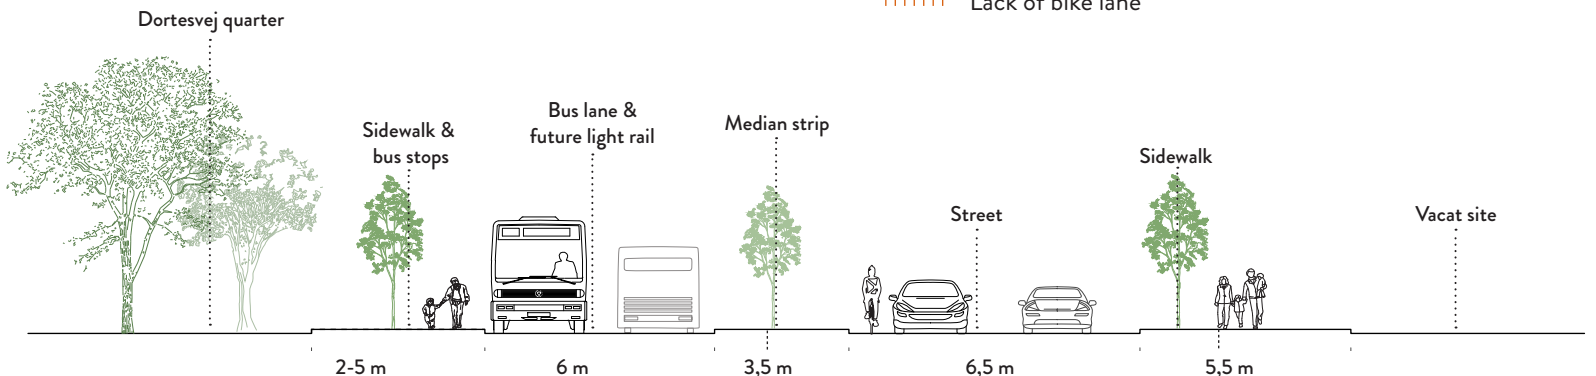 Lack of bike lane
Dortesvej quarter
Sidewalk &
bus stops
Bus lane &
future light rail
Median strip
Street
Sidewalk
Vacat site
2-5 m
6 m
3,5 m
6,5 m
5,5 m